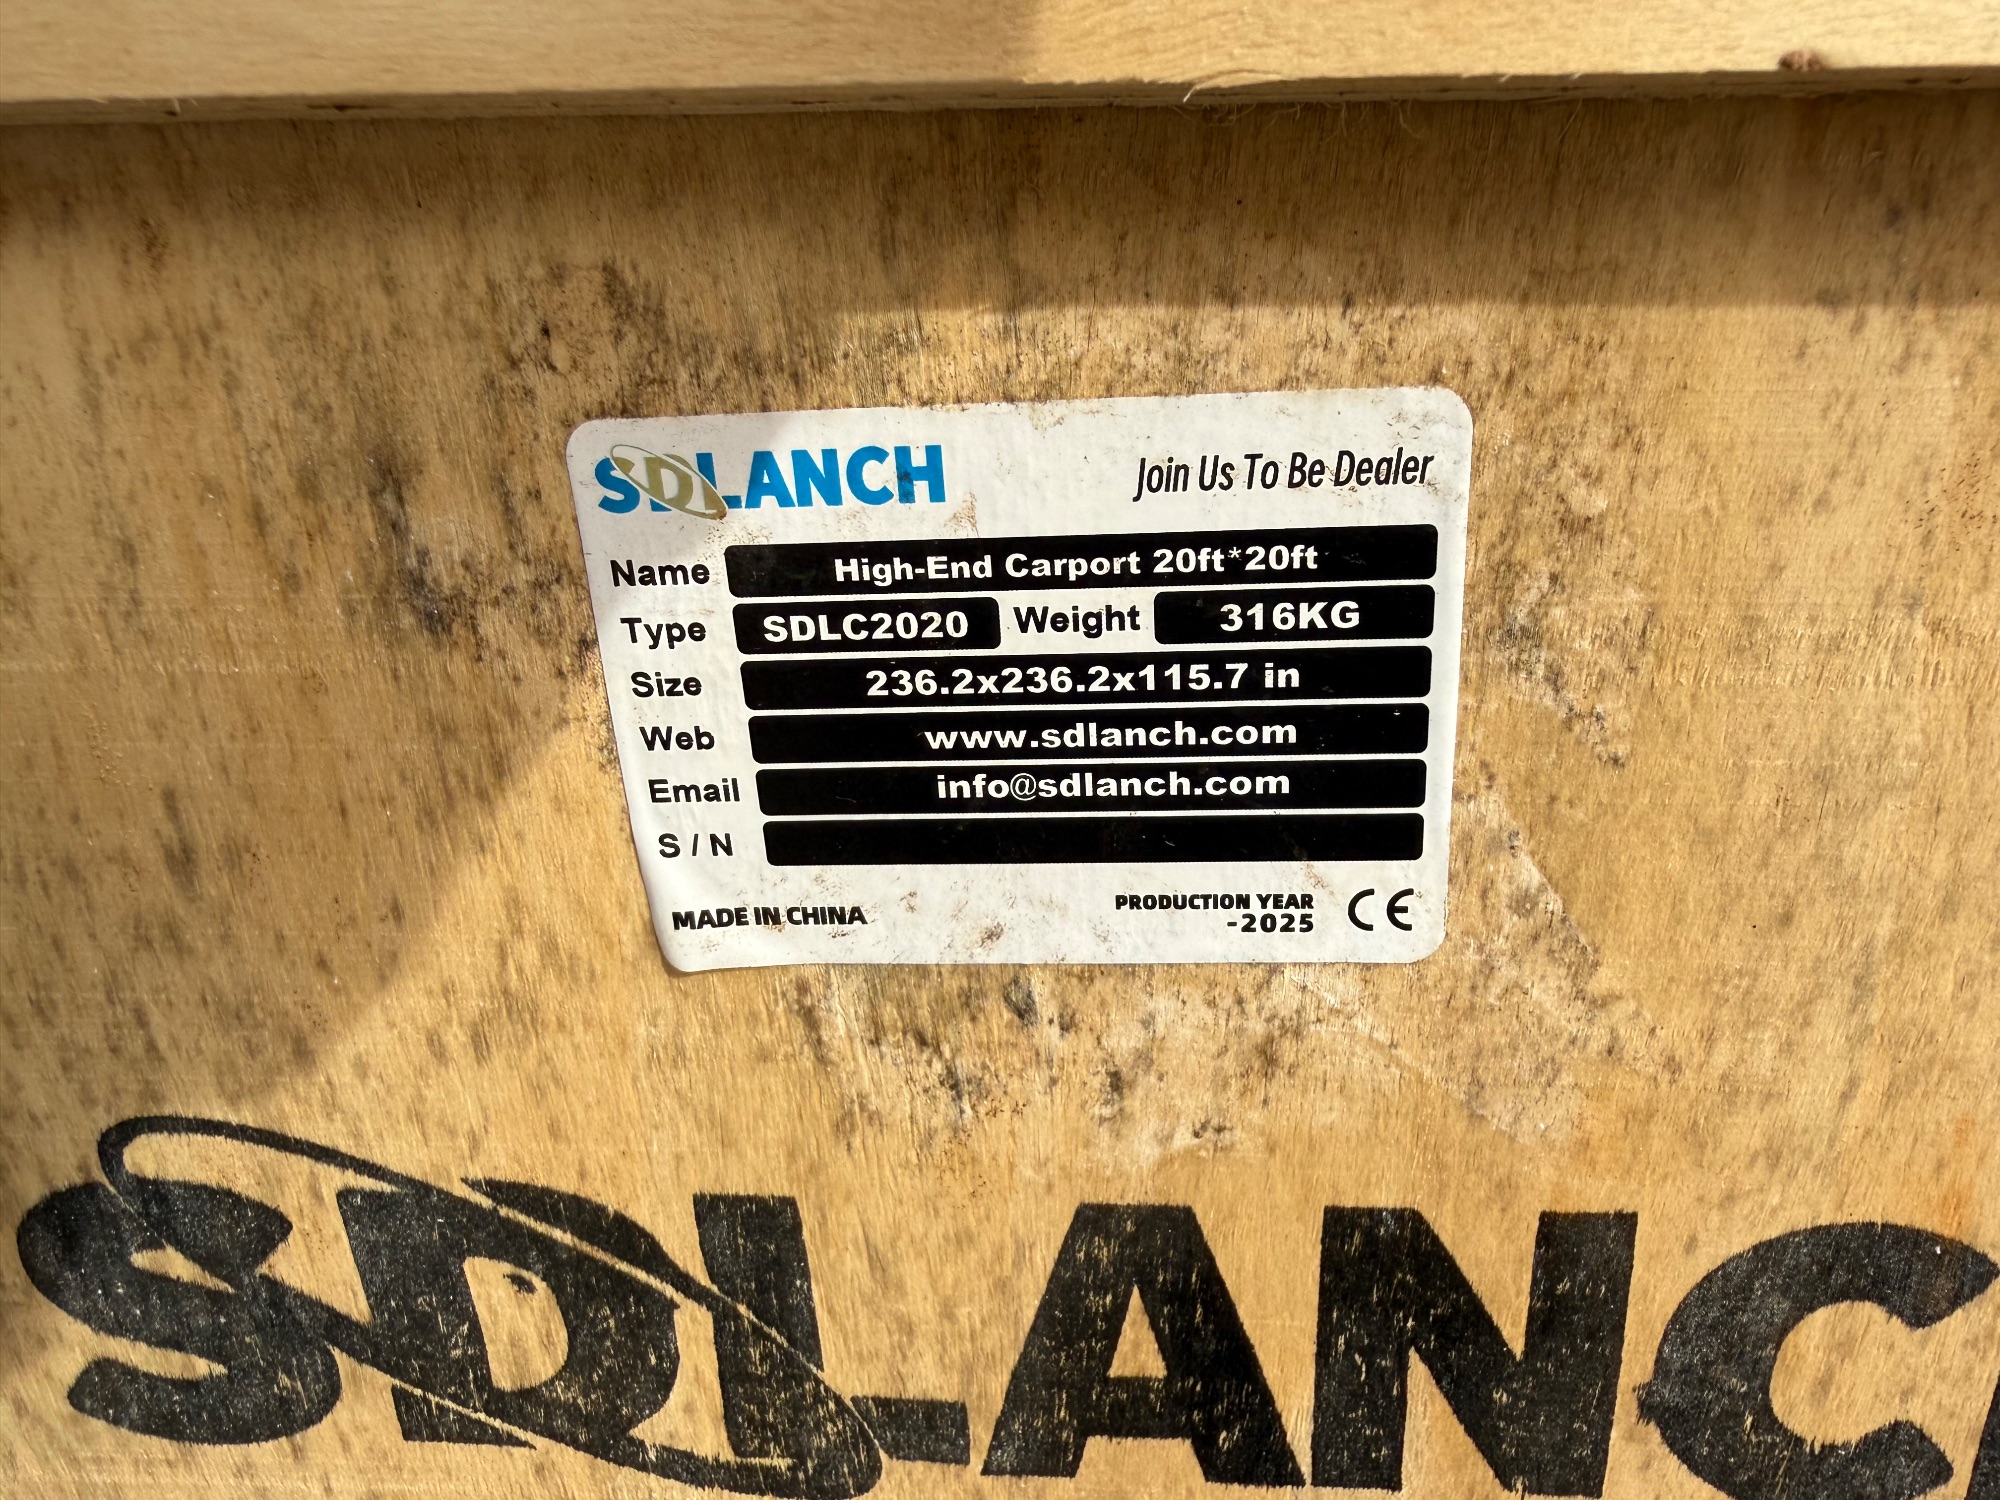 SDLANCH Join Us To Be Dealer
Name High-End Carport 20ft*20ft
Type SDLC2020 Weight 316KG
Size 236.2x236.2x115.7 in
Web www.sdlanch.com
Email info@sdlanch.com
S / N
MADE IN CHINA PRODUCTION YEAR
-2025 CE
SDLANC